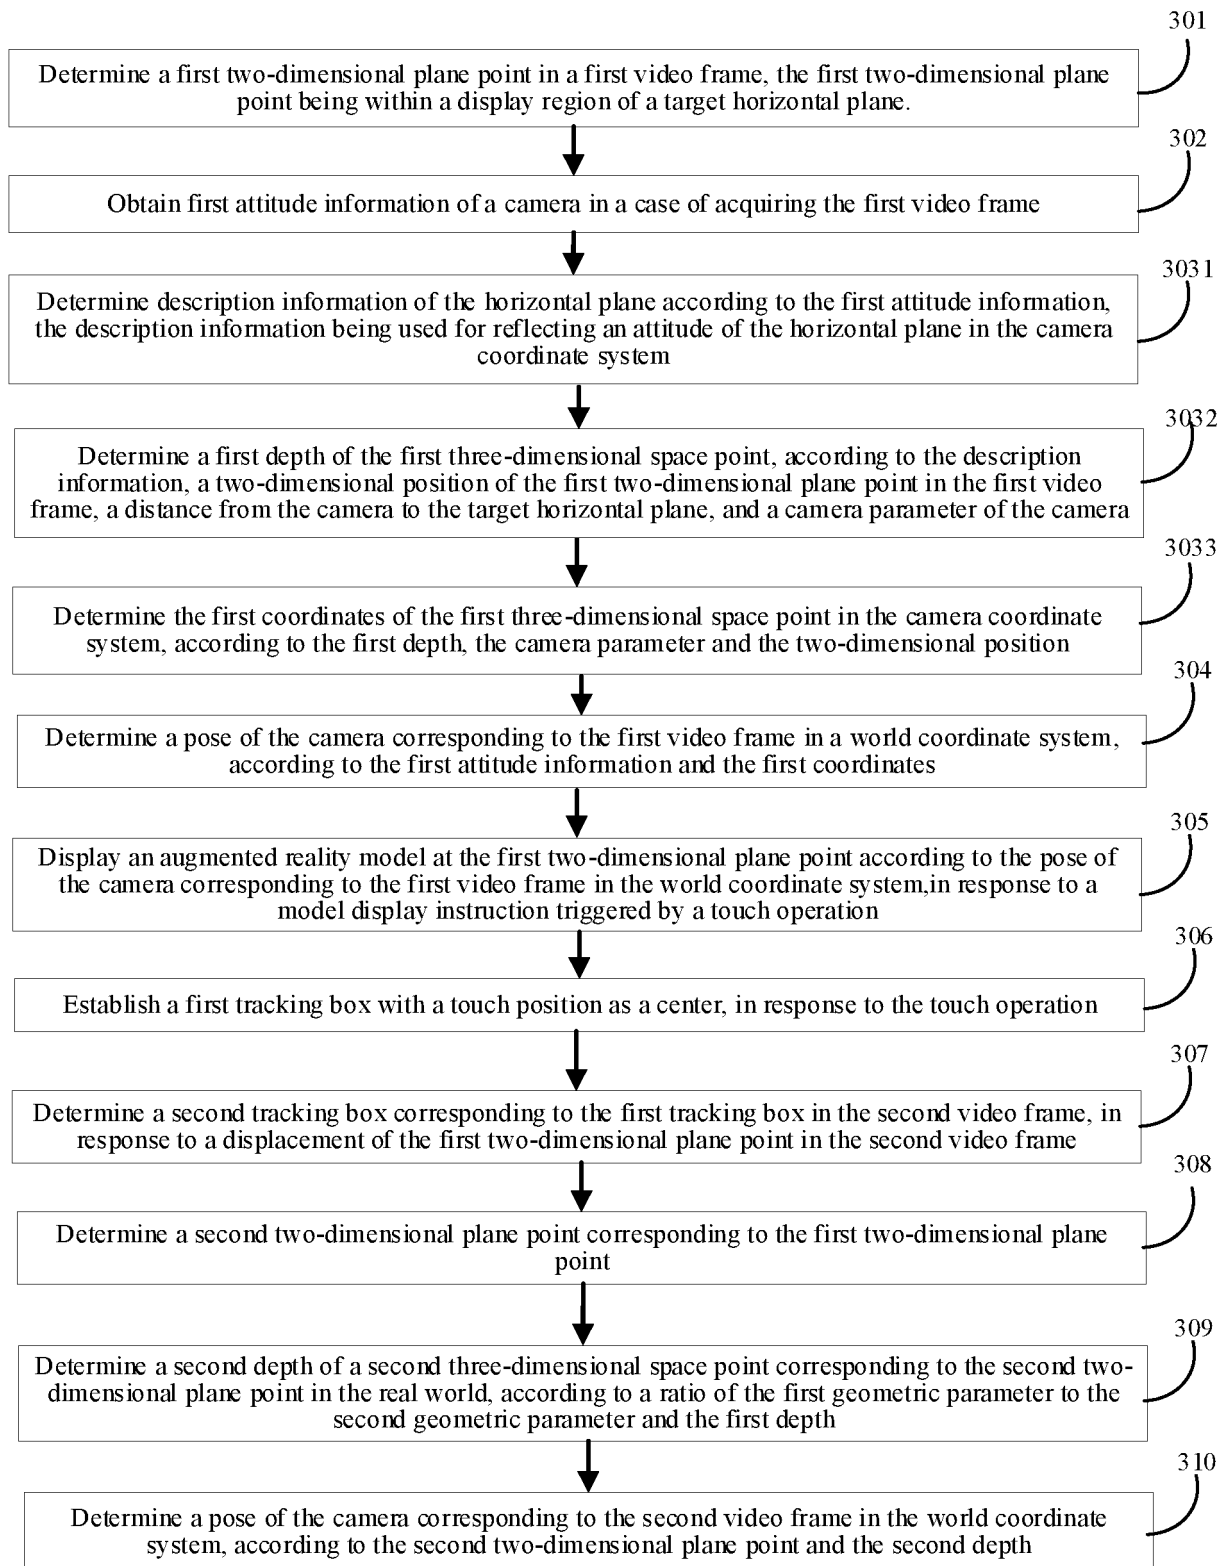 301
Determine a first two-dimensional plane point in a first video frame, the first two-dimensional plane
point being within a display region of a target horizontal plane.
302
Obtain first attitude information of a camera in a case of acquiring the first video frame
3031
Determine description information of the horizontal plane according to the first attitude information,
the description information being used for reflecting an attitude of the horizontal plane in the camera
coordinate system
3032
Determine a first depth of the first three-dimensional space point, according to the description
information, a two-dimensional position of the first two-dimensional plane point in the first video
frame, a distance from the camera to the target horizontal plane, and a camera parameter of the camera
3033
Determine the first coordinates of the first three-dimensional space point in the camera coordinate
system, according to the first depth, the camera parameter and the two-dimensional position
304
Determine a pose of the camera corresponding to the first video frame in a world coordinate system,
according to the first attitude information and the first coordinates
305
Display an augmented reality model at the first two-dimensional plane point according to the pose of
the camera corresponding to the first video frame in the world coordinate system,in response to a
model display instruction triggered by a touch operation
306
Establish a first tracking box with a touch position as a center, in response to the touch operation
307
Determine a second tracking box corresponding to the first tracking box in the second video frame, in
response to a displacement of the first two-dimensional plane point in the second video frame
308
Determine a second two-dimensional plane point corresponding to the first two-dimensional plane
point
309
Determine a second depth of a second three-dimensional space point corresponding to the second two-
dimensional plane point in the real world, according to a ratio of the first geometric parameter to the
second geometric parameter and the first depth
310
Determine a pose of the camera corresponding to the second video frame in the world coordinate
system, according to the second two-dimensional plane point and the second depth